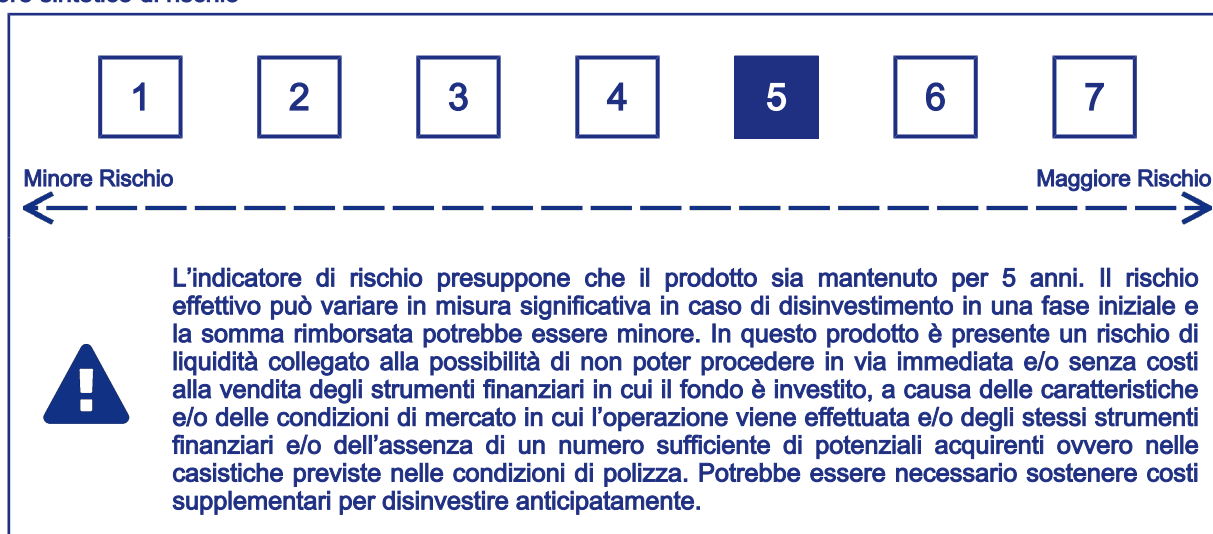 sintetico di rischio
1 2 3 4 5 6 7
Minore Rischio Maggiore Rischio
L'indicatore di rischio presuppone che il prodotto sia mantenuto per 5 anni. Il rischio
effettivo può variare in misura significativa in caso di disinvestimento in una fase iniziale e
la somma rimborsata potrebbe essere minore. In questo prodotto è presente un rischio di
liquidità collegato alla possibilità di non poter procedere in via immediata e/o senza costi
alla vendita degli strumenti finanziari in cui il fondo è investito, a causa delle caratteristiche
e/o delle condizioni di mercato in cui l'operazione viene effettuata e/o degli stessi strumenti
finanziari e/o dell'assenza di un numero sufficiente di potenziali acquirenti ovvero nelle
casistiche previste nelle condizioni di polizza. Potrebbe essere necessario sostenere costi
supplementari per disinvestire anticipatamente.